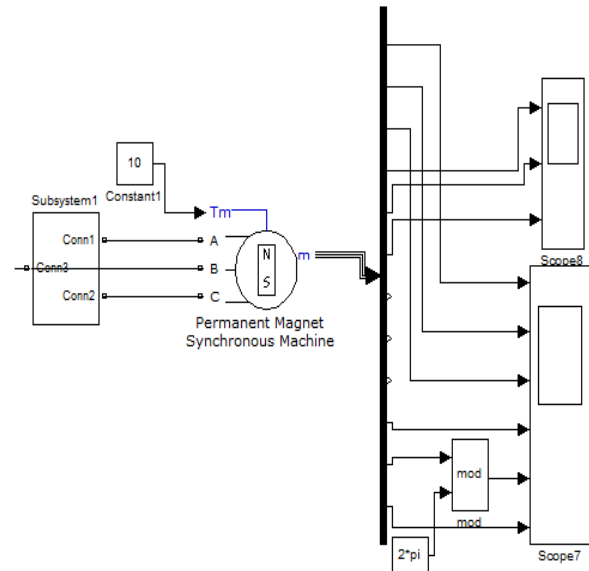 10
Subsystem1
Constant1
Tm
Conn1
A
N
m
Conn3
B
S
Conn2
C
Scope8
Permanent Magnet
Synchronous Machine
mod
mod
2*pi
Scope7